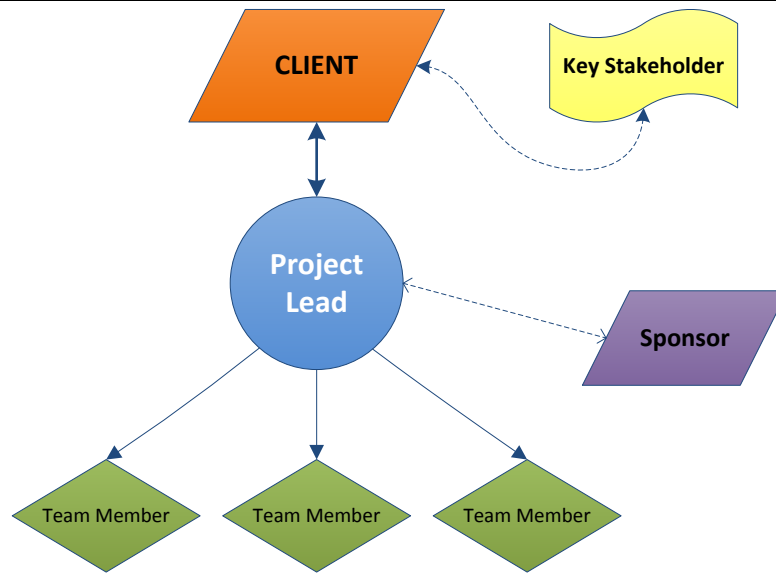 CLIENT
Key Stakeholder
Project
Lead
Sponsor
Team Member
Team Member
Team Member